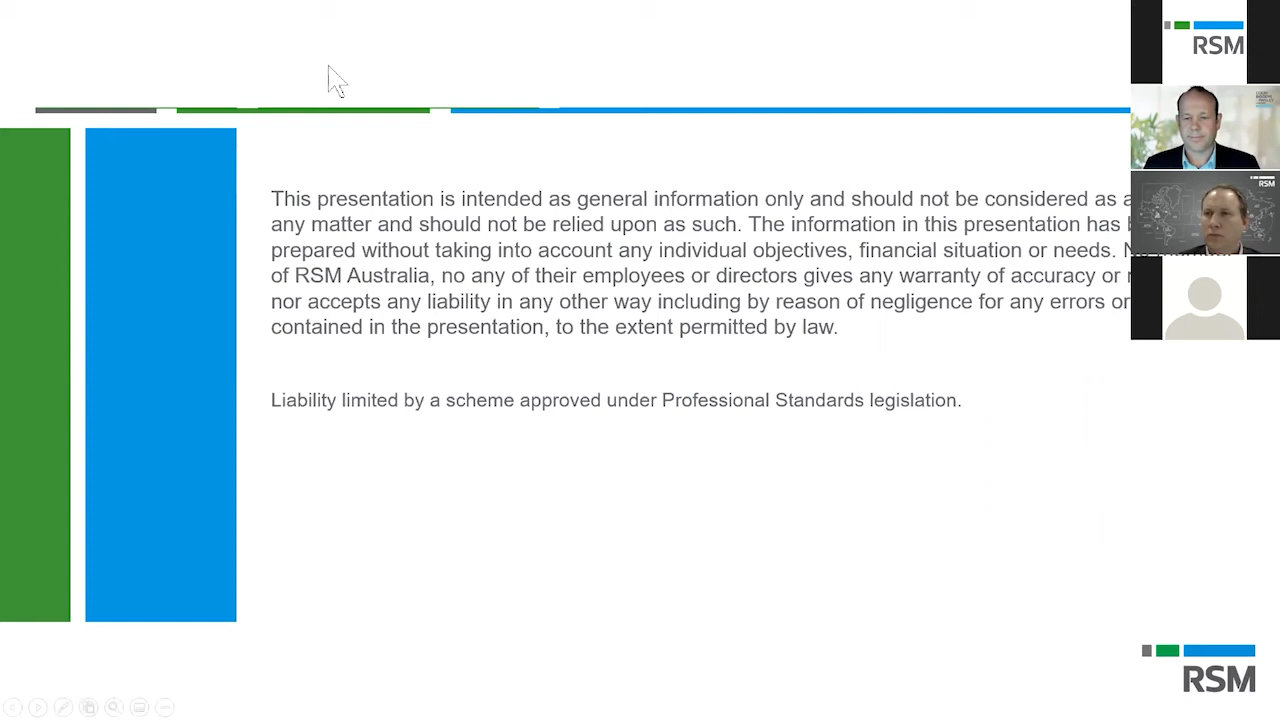 RSM
This presentation is intended as general information only and should not be considered as a
any matter and should not be relied upon as such. The information in this presentation has b
prepared without taking into account any individual objectives, financial situation or needs. N
of RSM Australia, no any of their employees or directors gives any warranty of accuracy or r
nor accepts any liability in any other way including by reason of negligence for any errors or
contained in the presentation, to the extent permitted by law.
Liability limited by a scheme approved under Professional Standards legislation.
RSM
RSM